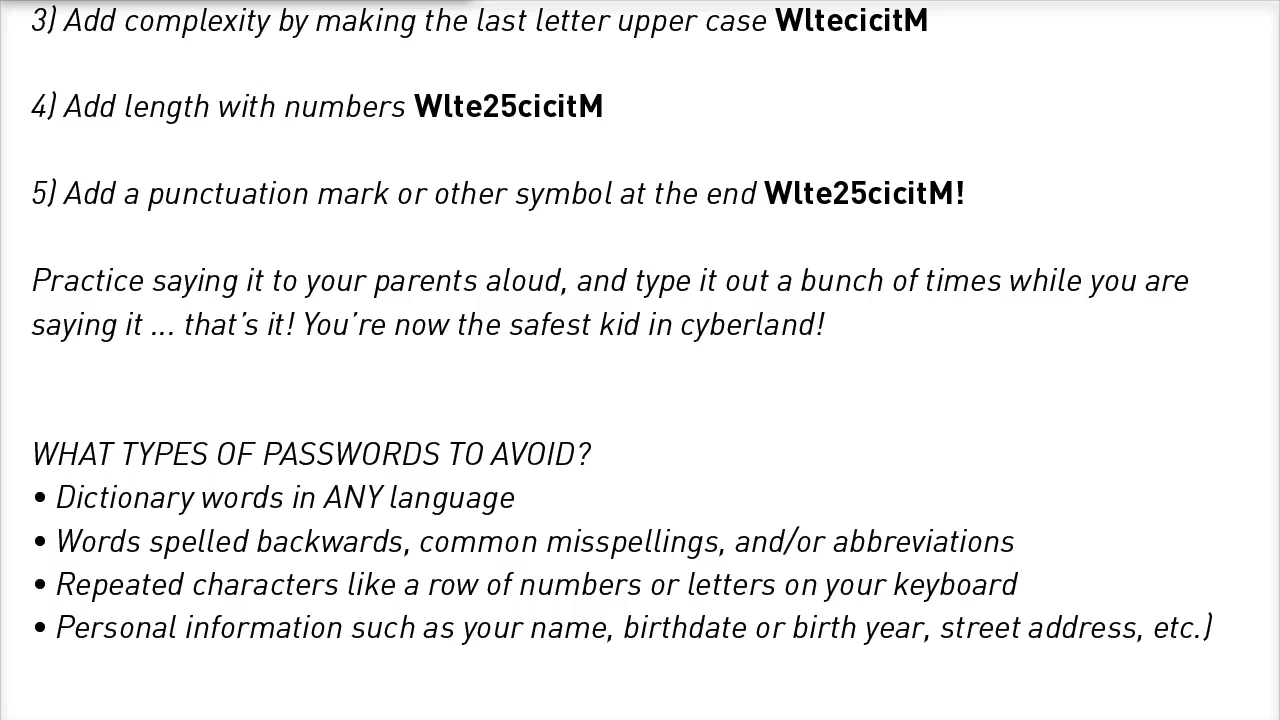 3) Add complexity by making the last letter upper case WltecicitM
4) Add length with numbers Wlte25cicitM
5) Add a punctuation mark or other symbol at the end Wlte25cicitM!
Practice saying it to your parents aloud, and type it out a bunch of times while you are
saying it ... that's it! You're now the safest kid in cyberland!
WHAT TYPES OF PASSWORDS TO AVOID?
• Dictionary words in ANY language
• Words spelled backwards, common misspellings, and/or abbreviations
• Repeated characters like a row of numbers or letters on your keyboard
• Personal information such as your name, birthdate or birth year, street address, etc.)